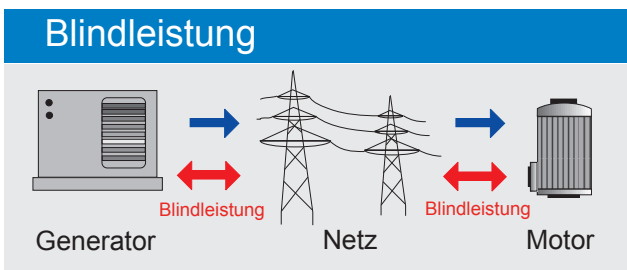 Blindleistung
Blindleistung
Blindleistung
Generator
Netz
Motor